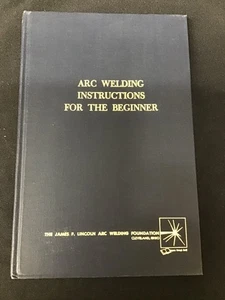 ARC WELDING
INSTRUCTIONS
FOR THE BEGINNER
THE JAMES F. LINCOLN ARC WELDING FOUNDATION
CLEVELAND, OHIO